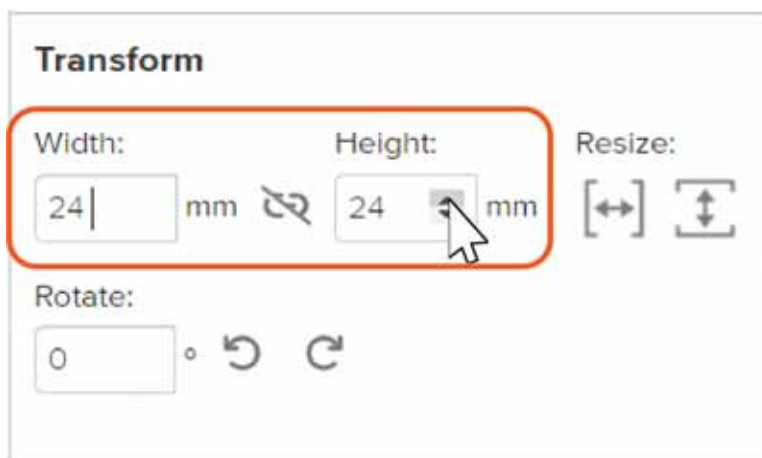 Transform
Width: Height: Resize:
24 mm 24 mm
Rotate:
0 °